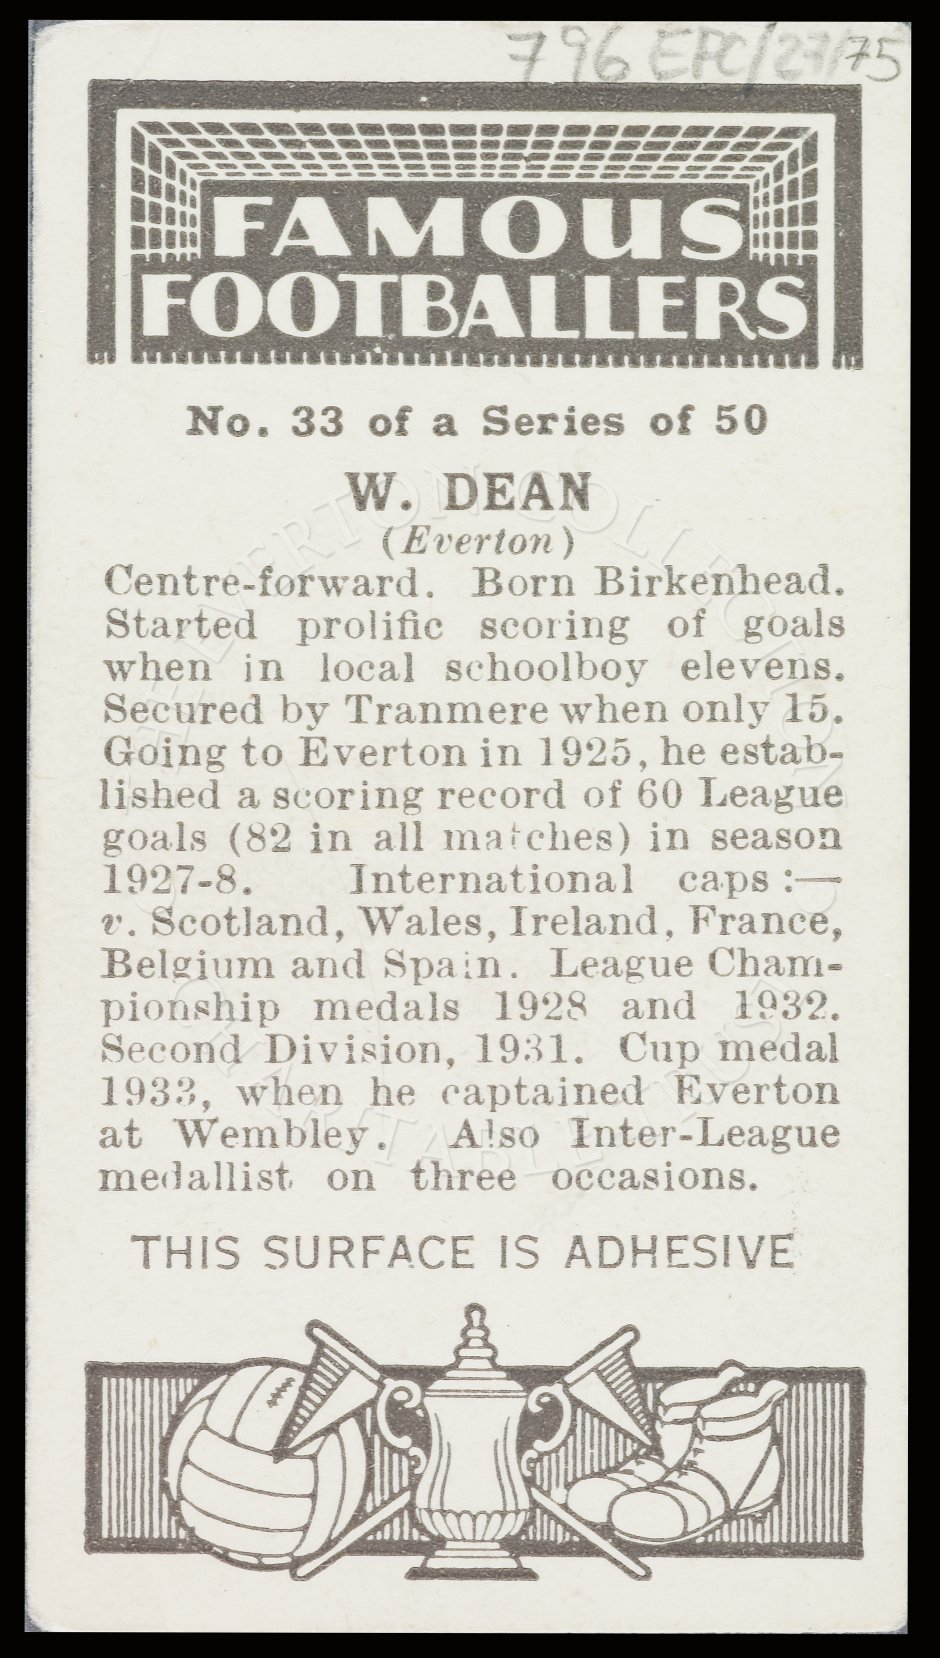 796 EFC/27/75
FAMOUS
FOOTBALLERS
No. 33 of a Series of 50
W. DEAN
(Everton)
Centre-forward. Born Birkenhead.
Started prolific scoring of goals
when in local schoolboy elevens.
Secured by Tranmere when only 15.
Going to Everton in 1925, he estab-
lished a scoring record of 60 League
goals (82 in all matches) in season
1927-8. International caps :—
v. Scotland, Wales, Ireland, France,
Belgium and Spain. League Cham-
pionship medals 1928 and 1932.
Second Division, 1931. Cup medal
1933, when he captained Everton
at Wembley. Also Inter-League
medallist on three occasions.
THIS SURFACE IS ADHESIVE
THE EVERTON COLLECTION
CHARITABLE TRUST